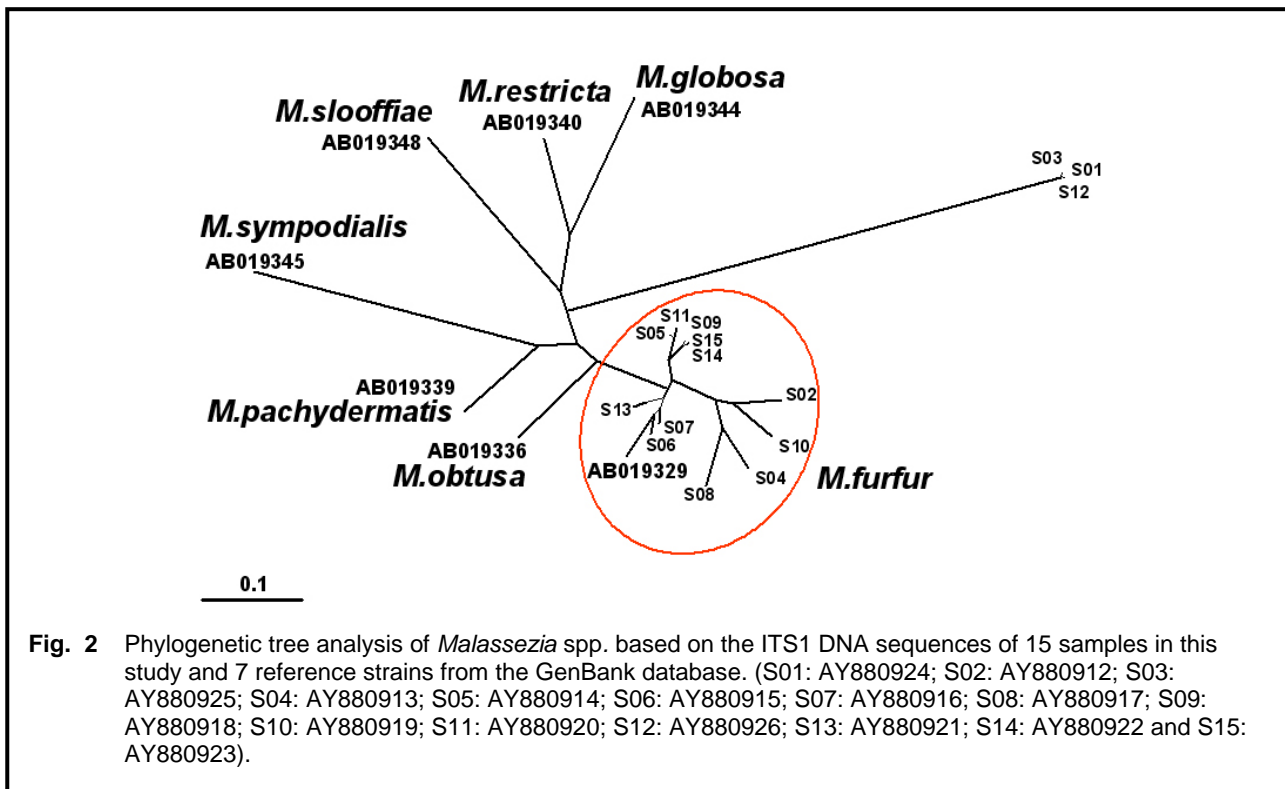 M.globosa
AB019344
M.restricta
AB019340
M.slooffiae
AB019348
S03
S01
S12
M.sympodialis
AB019345
S11
S09
S05
S15
S14
AB019339
M.pachydermatis
S13
S02
S07
S06
S10
AB019336
M.obtusa
AB019329
S04
S08
M.furfur
0.1
Fig. 2 Phylogenetic tree analysis of Malassezia spp. based on the ITS1 DNA sequences of 15 samples in this
study and 7 reference strains from the GenBank database. (S01: AY880924; S02: AY880912; S03:
AY880925; S04: AY880913; S05: AY880914; S06: AY880915; S07: AY880916; S08: AY880917; S09:
AY880918; S10: AY880919; S11: AY880920; S12: AY880926; S13: AY880921; S14: AY880922 and S15:
AY880923).